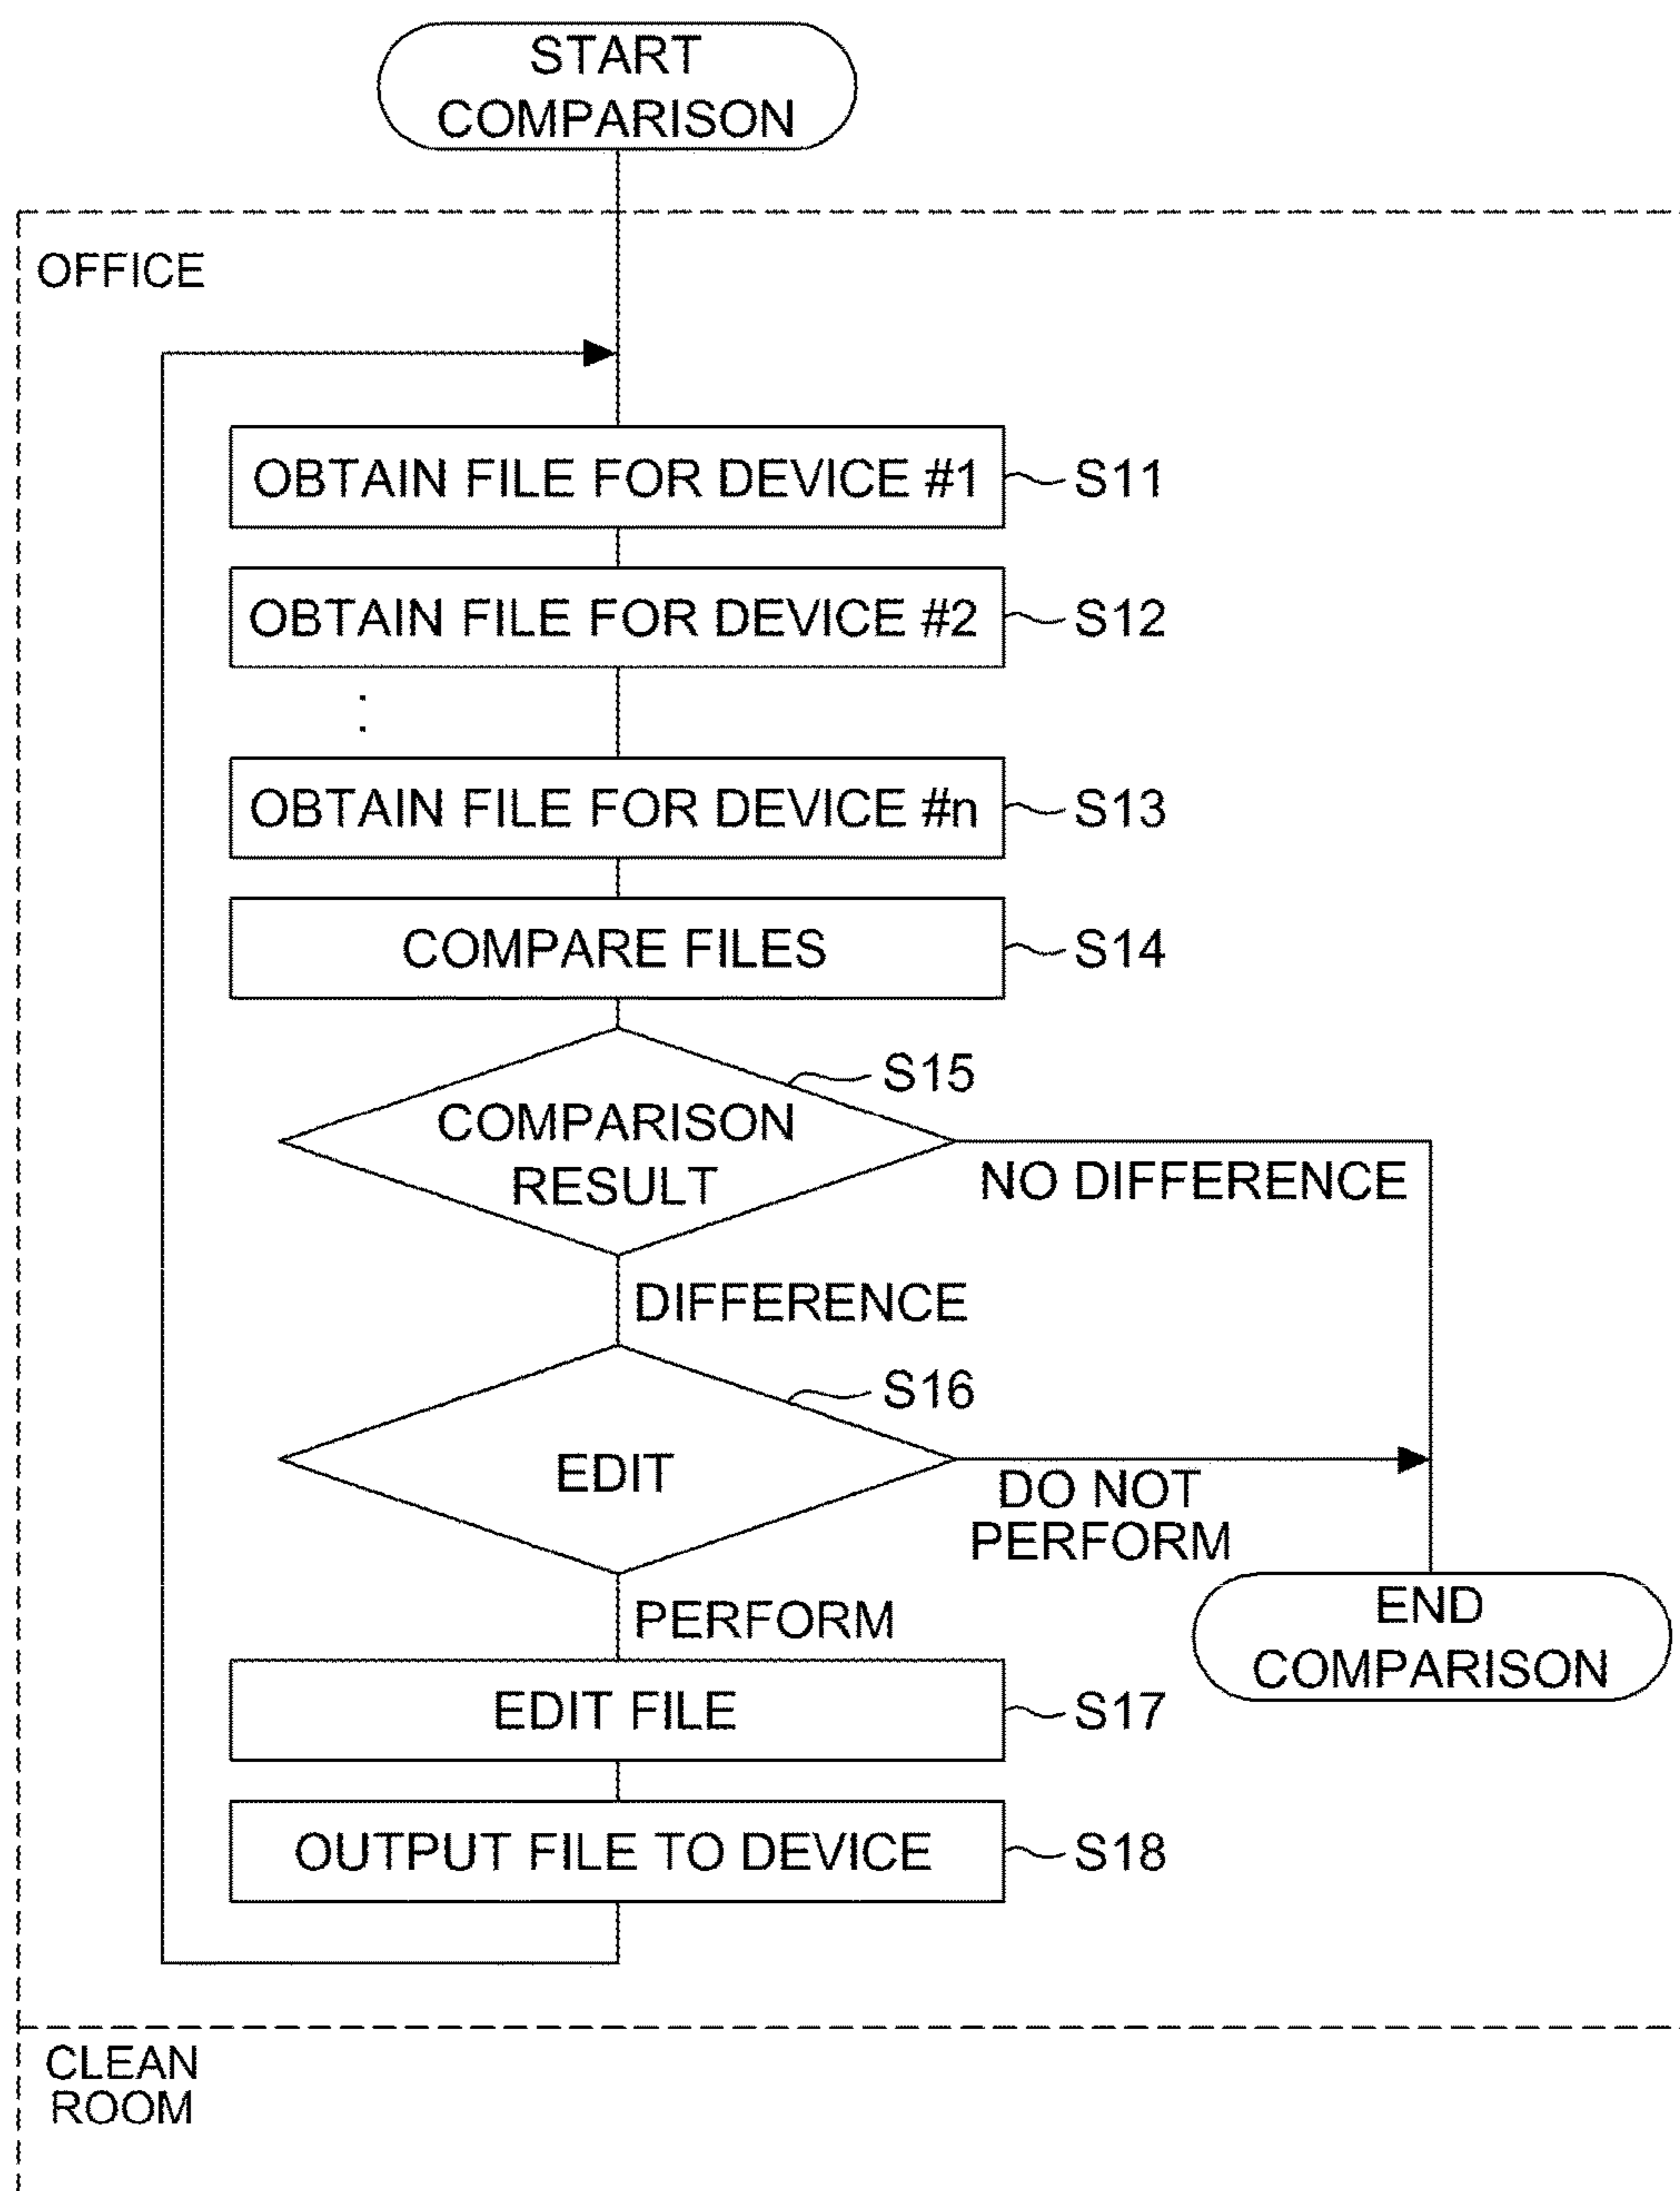 START
COMPARISON
OFFICE
OBTAIN FILE FOR DEVICE #1
S11
OBTAIN FILE FOR DEVICE #2
S12
:
OBTAIN FILE FOR DEVICE #n
S13
COMPARE FILES
S14
S15
COMPARISON
RESULT
NO DIFFERENCE
DIFFERENCE
S16
EDIT
DO NOT
PERFORM
PERFORM
END
COMPARISON
EDIT FILE
S17
OUTPUT FILE TO DEVICE
S18
CLEAN
ROOM